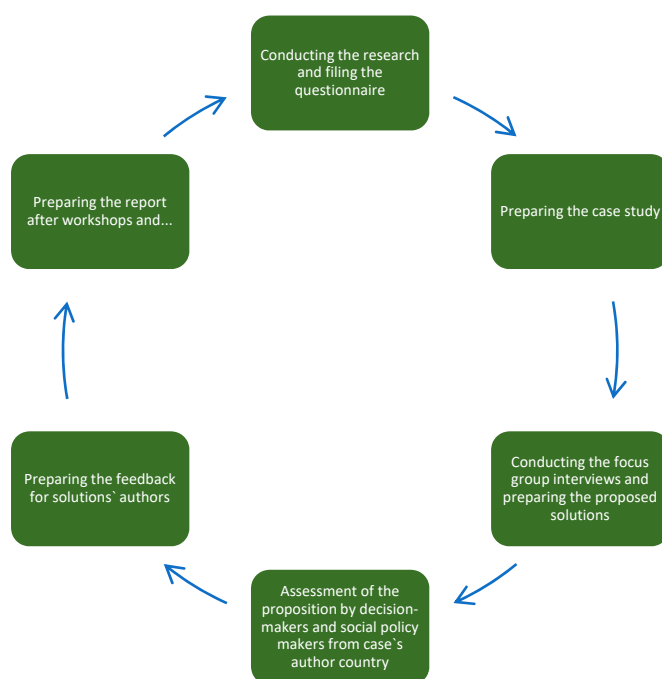 Conducting the research
and filing the
questionnaire
Preparing the case study
Conducting the focus
group interviews and
preparing the proposed
solutions
Assessment of the
proposition by decision-
makers and social policy
makers from case`s
author country
Preparing the feedback
for solutions` authors
Preparing the report
after workshops and...